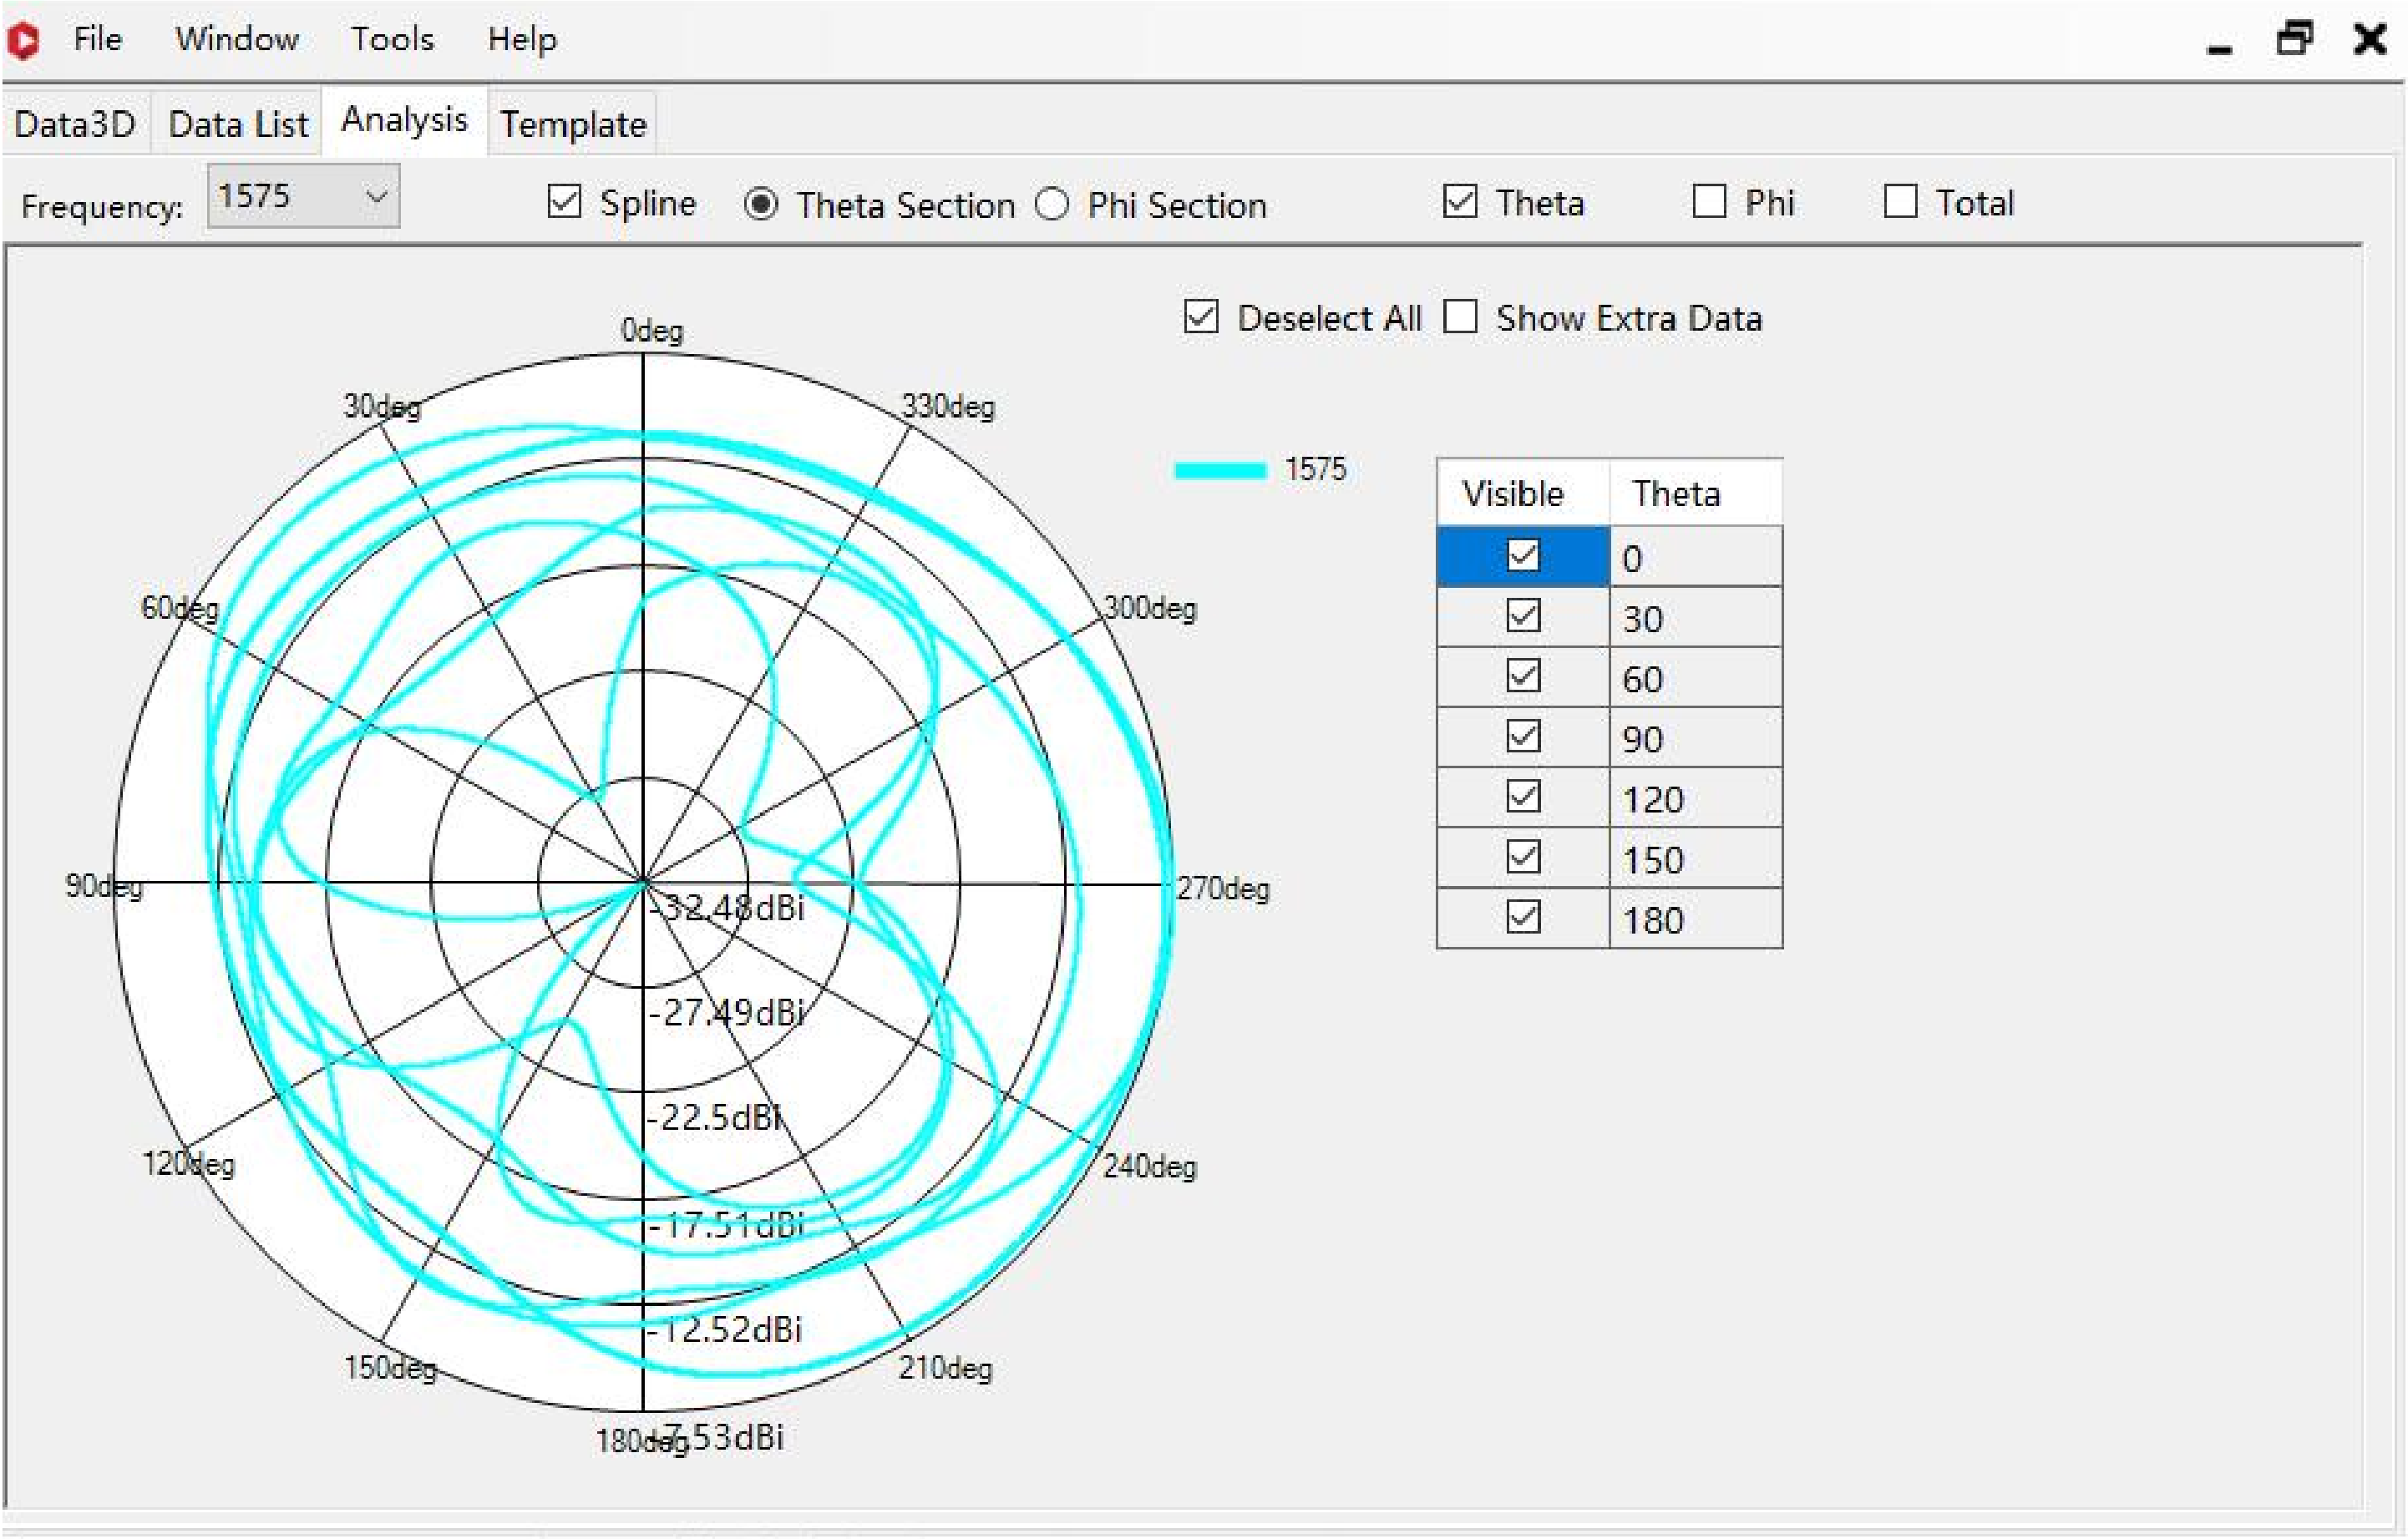 File Window Tools Help
Data3D Data List Analysis Template
Frequency: 1575 Spline Theta Section Phi Section Theta Phi Total
Deselect All Show Extra Data
0deg
30deg
330deg
1575
Visible Theta
0
30
60
90
120
150
180
60deg
300deg
90deg
270deg
-32.48dBi
-27.49dBi
-22.5dBi
120deg
240deg
-17.51dBi
-12.52dBi
150deg
210deg
180deg
-7.53dBi